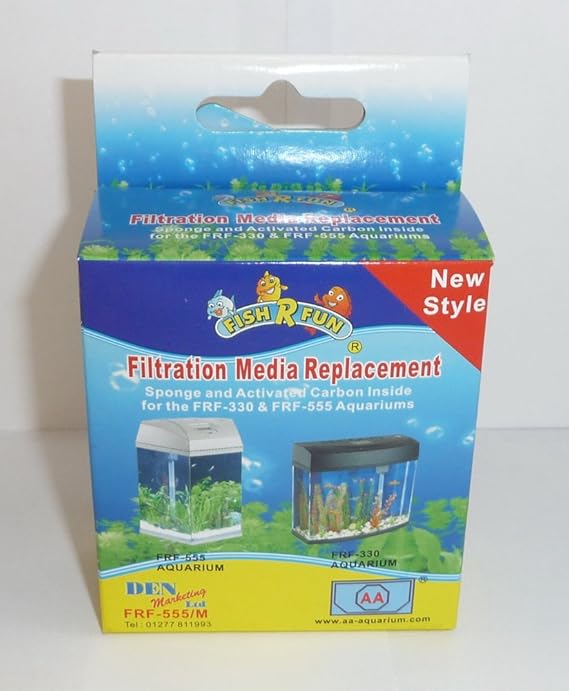 FISH R FUN
Filtration Media Replacement
®
Sponge and Activated Carbon Inside
for the FRF-330 & FRF-555 Aquariums
New
Style
FISH R FUN
®
Filtration Media Replacement
Sponge and Activated Carbon Inside
for the FRF-330 & FRF-555 Aquariums
FRF-555
AQUARIUM
FRF-330
AQUARIUM
DEN
Marketing
Ltd
FRF-555/M
Tel: 01277 811993
AA
®
www.aa-aquarium.com